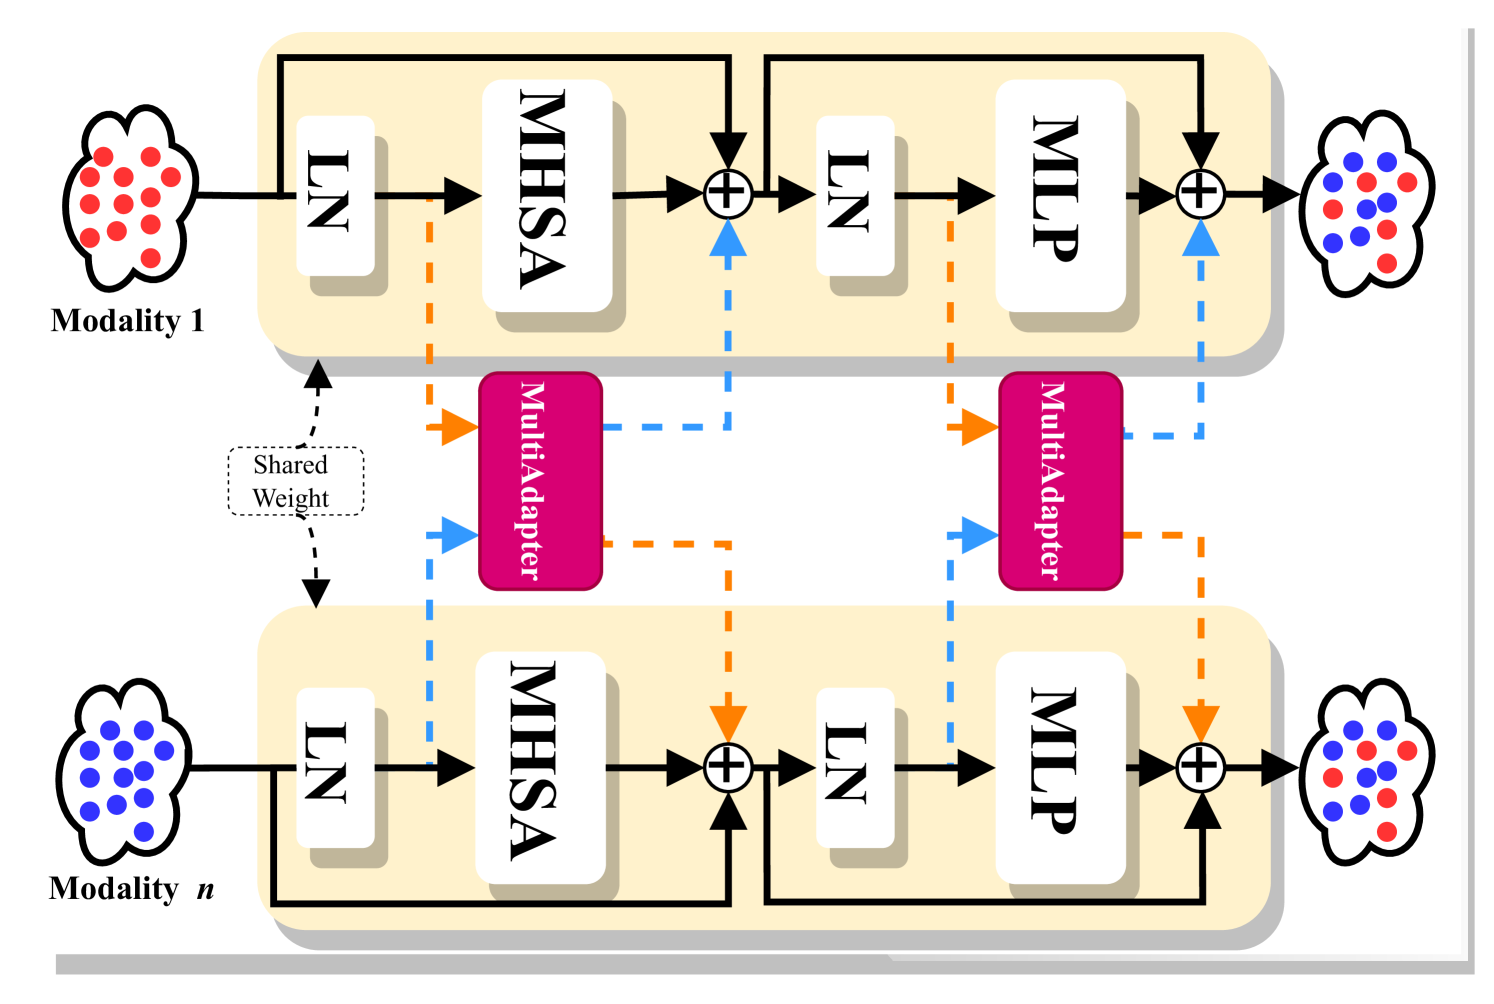 LN
MHSA
LN
MLP
Modality 1
MultiAdapter
MultiAdapter
Shared
Weight
LN
MHSA
LN
MLP
Modality n